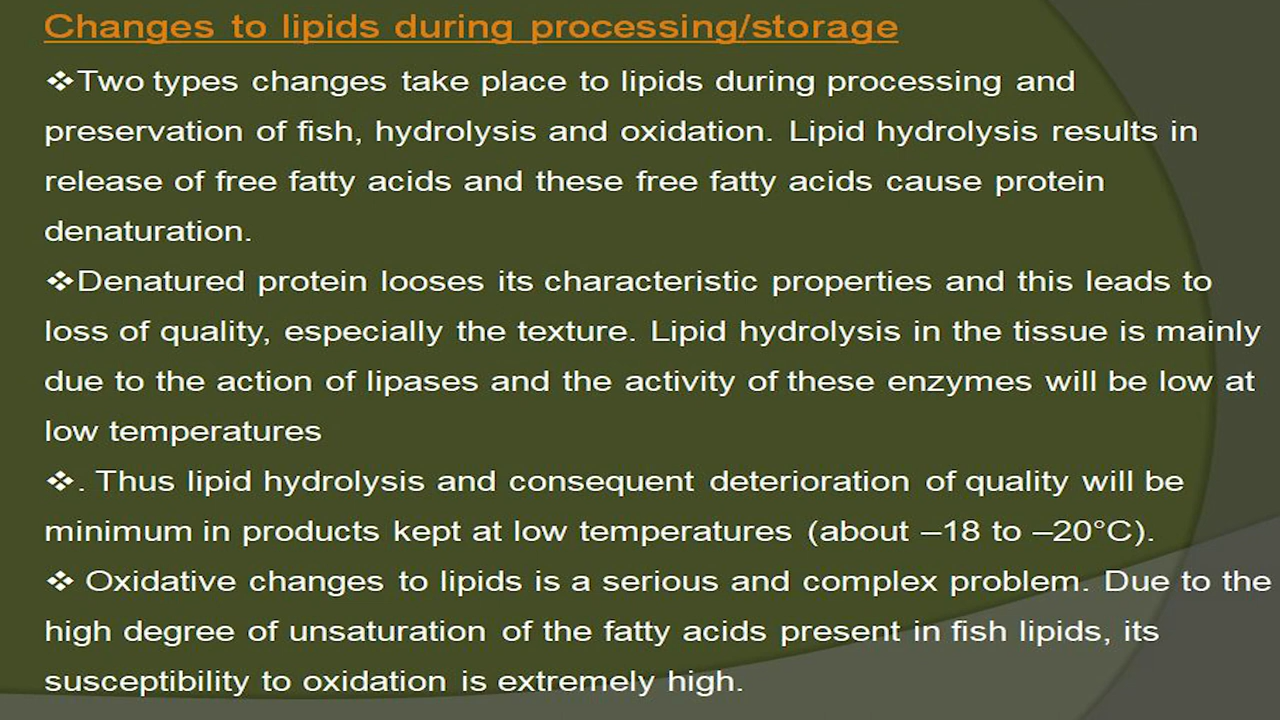 Changes to lipids during processing/storage
❖Two types changes take place to lipids during processing and
preservation of fish, hydrolysis and oxidation. Lipid hydrolysis results in
release of free fatty acids and these free fatty acids cause protein
denaturation.
❖Denatured protein looses its characteristic properties and this leads to
loss of quality, especially the texture. Lipid hydrolysis in the tissue is mainly
due to the action of lipases and the activity of these enzymes will be low at
low temperatures
❖. Thus lipid hydrolysis and consequent deterioration of quality will be
minimum in products kept at low temperatures (about –18 to –20°C).
❖ Oxidative changes to lipids is a serious and complex problem. Due to the
high degree of unsaturation of the fatty acids present in fish lipids, its
susceptibility to oxidation is extremely high.